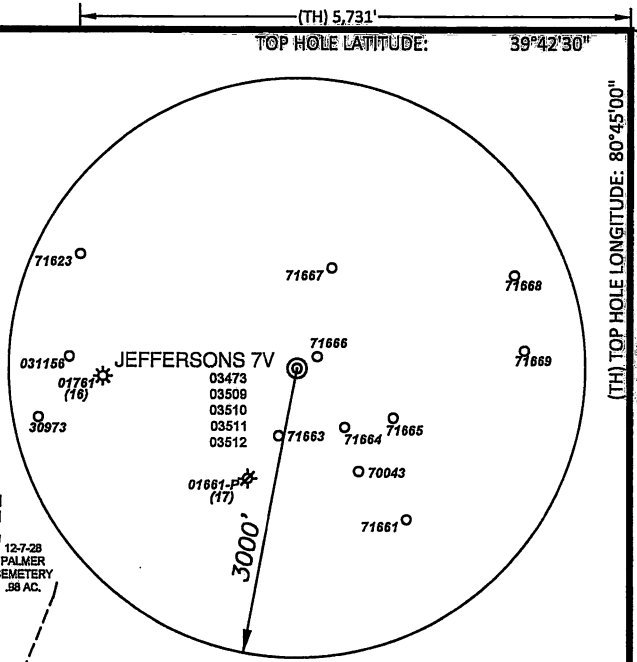 (TH) 5,731'
TOP HOLE LATITUDE: 39°42'30"
(TH) TOP HOLE LONGITUDE: 80°45'00"
71623
71667
71668
71666
71669
031156
JEFFERSONS 7V
01761
(16)
03473
03509
03510
03511
03512
30973
71663
71664
71665
01661-P
(17)
70043
71661
3000'
12-7-28
PALMER
EMETERY
.98 AC.